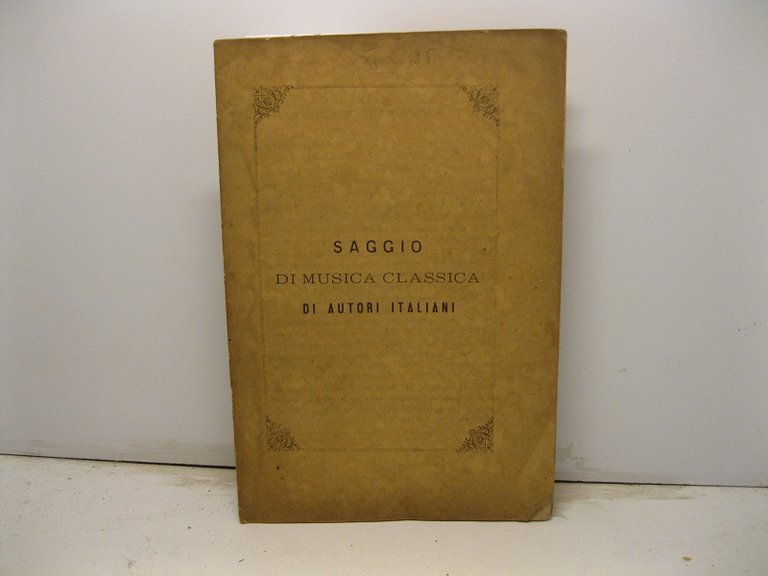 SAGGIO
DI MUSICA CLASSICA
DI AUTORI ITALIANI